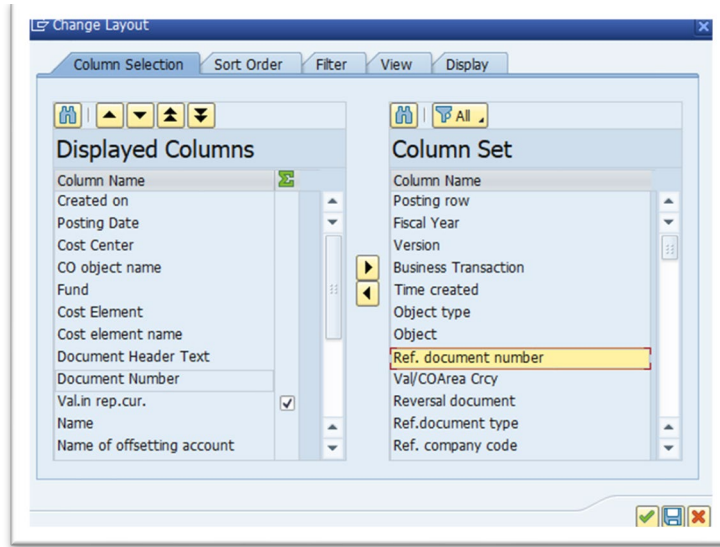 Change Layout
Column Selection
Sort Order
Filter
View
Display
Displayed Columns
Column Name
Created on
Posting Date
Cost Center
CO object name
Fund
Cost Element
Cost element name
Document Header Text
Document Number
Val.in rep.cur.
Name
Name of offsetting account
All
Column Set
Column Name
Posting row
Fiscal Year
Version
Business Transaction
Time created
Object type
Object
Ref. document number
Val/COArea Crcy
Reversal document
Ref.document type
Ref. company code